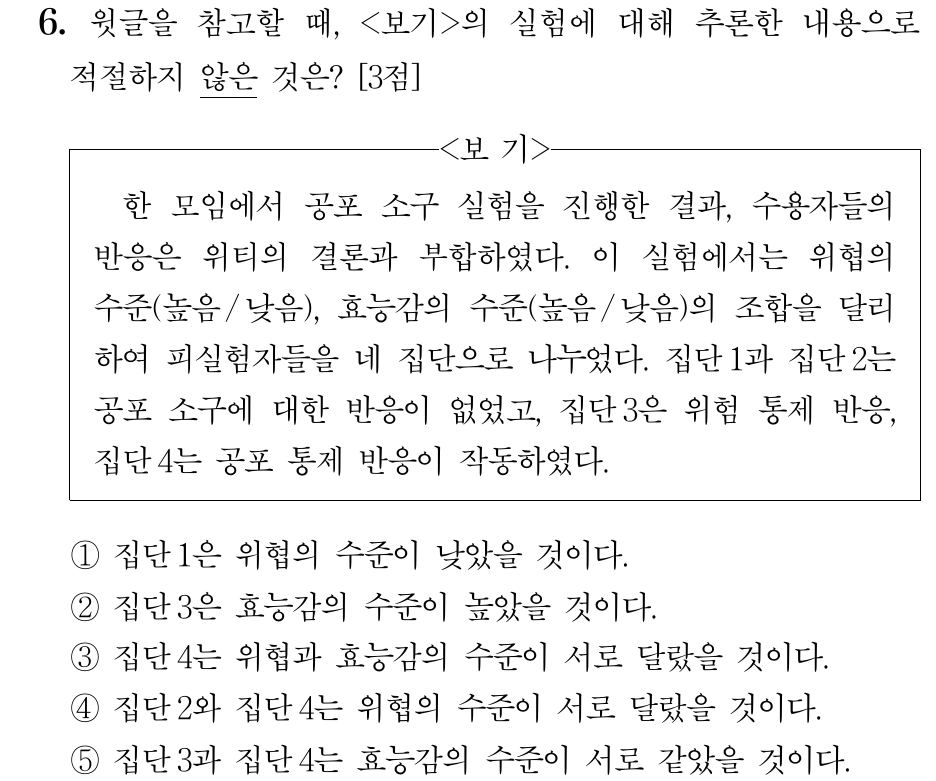 6. 윗글을 참고할 때, <보기>의 실험에 대해 추론한 내용으로
적절하지 않은 것은? [3점]
<보 기>
한 모임에서 공포 소구 실험을 진행한 결과, 수용자들의
반응은 위티의 결론과 부합하였다. 이 실험에서는 위협의
수준(높음/낮음), 효능감의 수준(높음/낮음)의 조합을 달리
하여 피실험자들을 네 집단으로 나누었다. 집단1과 집단2는
공포 소구에 대한 반응이 없었고, 집단3은 위험 통제 반응,
집단4는 공포 통제 반응이 작동하였다.
① 집단1은 위협의 수준이 낮았을 것이다.
② 집단3은 효능감의 수준이 높았을 것이다.
③ 집단4는 위협과 효능감의 수준이 서로 달랐을 것이다.
④ 집단2와 집단4는 위협의 수준이 서로 달랐을 것이다.
⑤ 집단3과 집단4는 효능감의 수준이 서로 같았을 것이다.